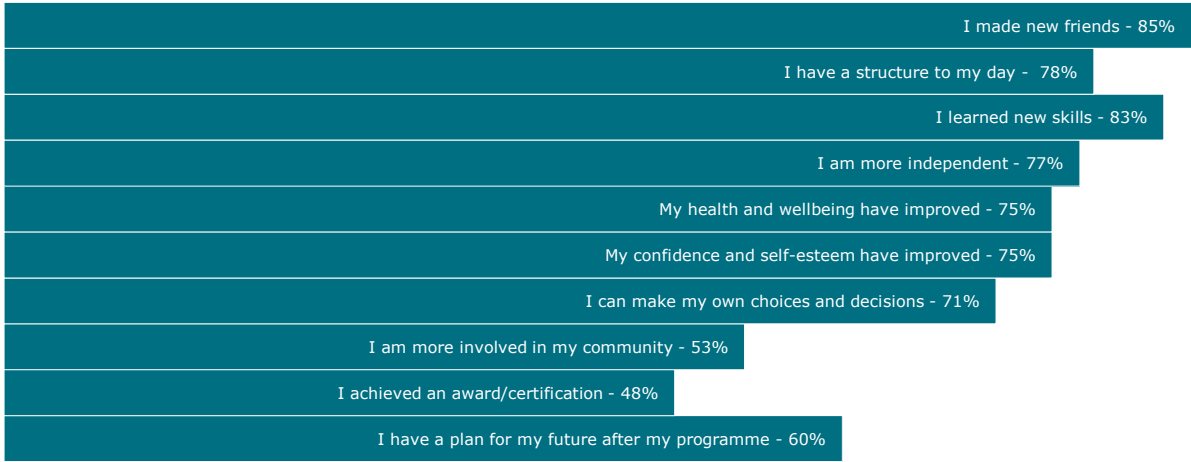 I made new friends - 85%
I have a structure to my day -  78%
I learned new skills - 83%
I am more independent - 77%
My health and wellbeing have improved - 75%
My confidence and self-esteem have improved - 75%
I can make my own choices and decisions - 71%
I am more involved in my community - 53%
I achieved an award/certification - 48%
I have a plan for my future after my programme - 60%